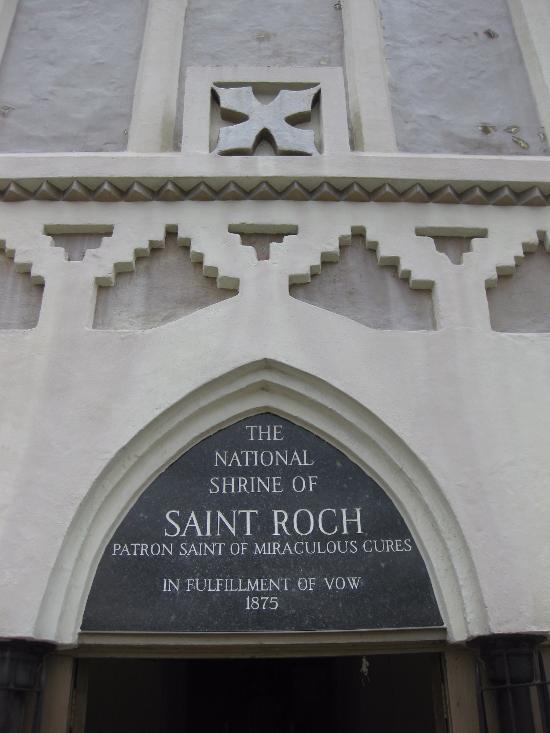 THE
NATIONAL
SHRINE OF
SAINT ROCH
PATRON SAINT OF MIRACULOUS CURES
IN FULFILLMENT OF VOW
1875